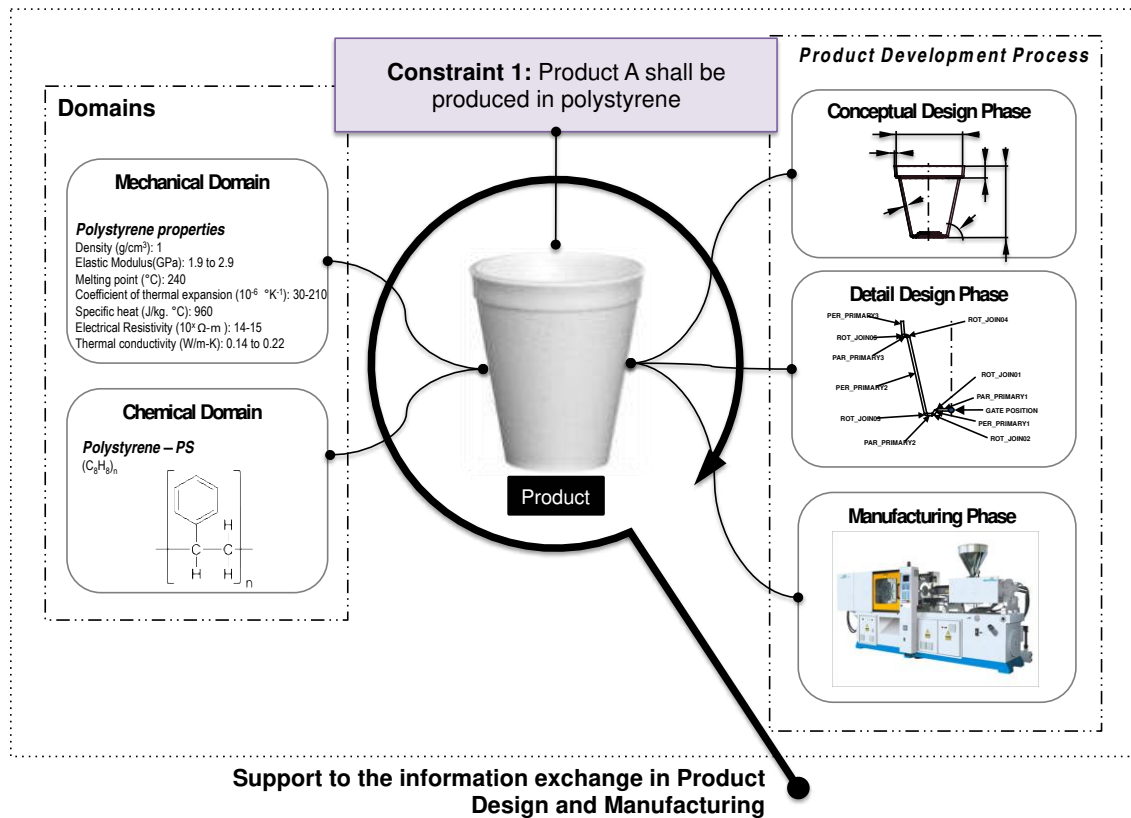 Constraint 1: Product A shall be
produced in polystyrene
Domains
Mechanical Domain
Polystyrene properties
Density (g/cm³): 1
Elastic Modulus(GPa): 1.9 to 2.9
Melting point (°C): 240
Coefficient of thermal expansion (10⁻⁶ °K⁻¹): 30-210
Specific heat (J/kg. °C): 960
Electrical Resistivity (10ˣ Ω-m ): 14-15
Thermal conductivity (W/m-K): 0.14 to 0.22
Chemical Domain
Polystyrene – PS
(C₈H₈)ₙ
H
C
C
H
H
n
Product
Product Development Process
Conceptual Design Phase
Detail Design Phase
PER_PRIMARY3
ROT_JOIN04
ROT_JOIN05
PAR_PRIMARY3
ROT_JOIN01
PER_PRIMARY2
PAR_PRIMARY1
GATE POSITION
ROT_JOIN03
PER_PRIMARY1
PAR_PRIMARY2
ROT_JOIN02
Manufacturing Phase
Support to the information exchange in Product
Design and Manufacturing